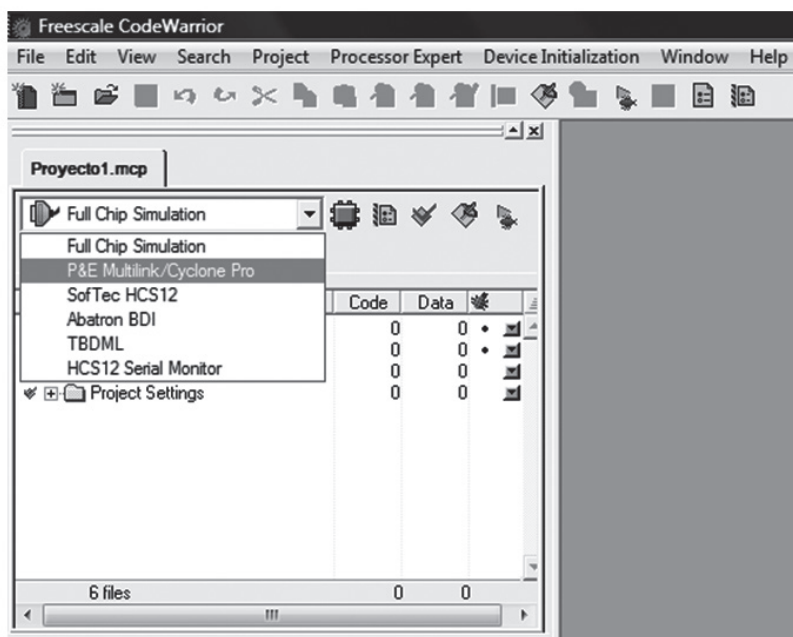 Freescale CodeWarrior
File Edit View Search Project Processor Expert Device Initialization Window Help
Proyecto1.mcp
Full Chip Simulation
Full Chip Simulation
P&E Multilink/Cyclone Pro
SofTec HCS12
Abatron BDI
TBDML
HCS12 Serial Monitor
Code Data
0 0
0 0
0 0
Project Settings 0 0
6 files 0 0